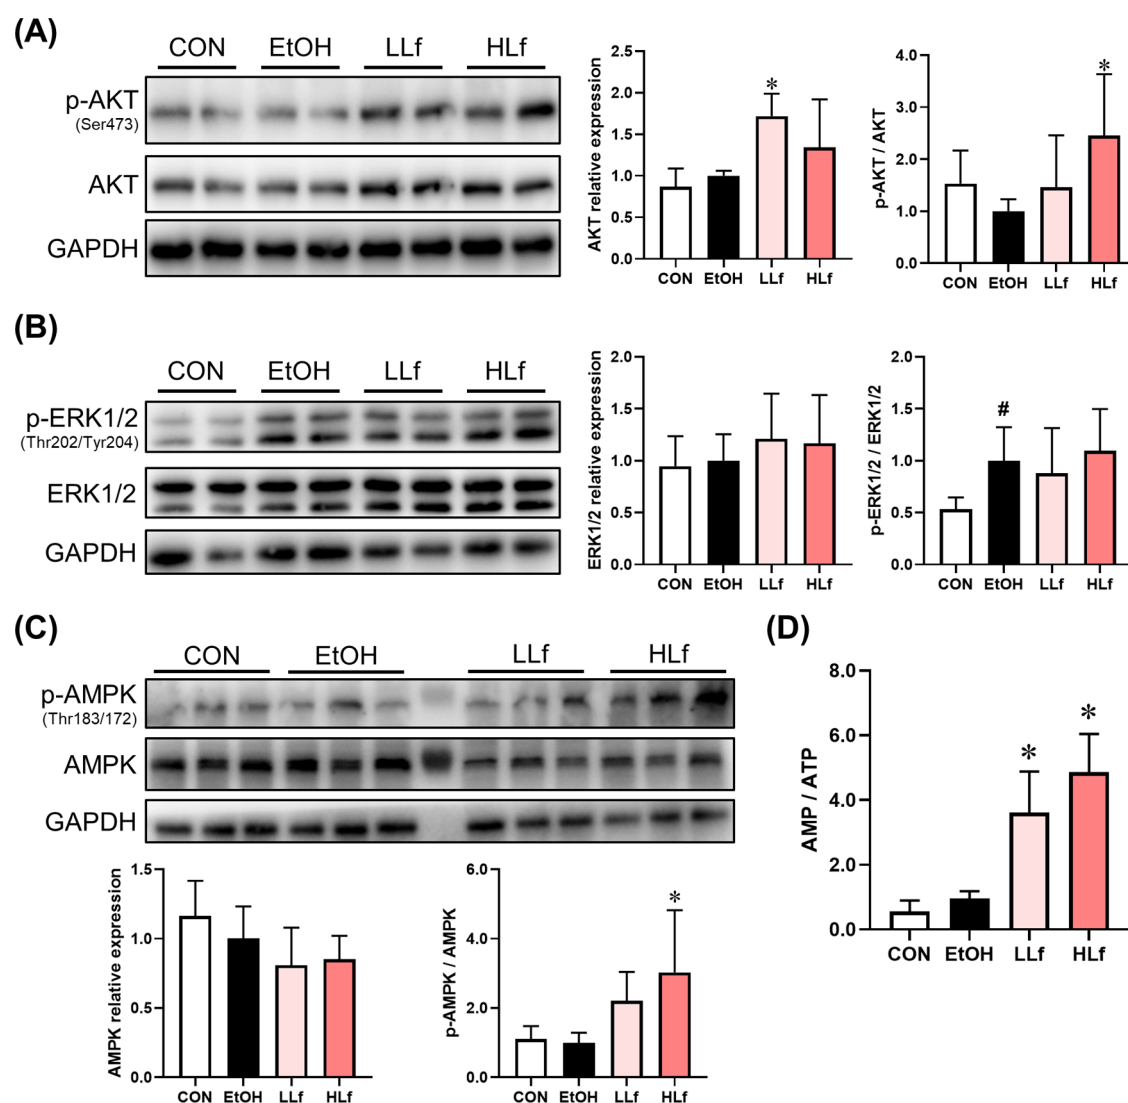 (A)
CON EtOH LLf HLf
p-AKT
(Ser473)
AKT
GAPDH
AKT relative expression
2.5
2.0
1.5
1.0
0.5
0.0
*
CON EtOH LLf HLf
p-AKT / AKT
4.0
3.0
2.0
1.0
0.0
*
CON EtOH LLf HLf
(B)
CON EtOH LLf HLf
p-ERK1/2
(Thr202/Tyr204)
ERK1/2
GAPDH
ERK1/2 relative expression
2.0
1.5
1.0
0.5
0.0
CON EtOH LLf HLf
p-ERK1/2 / ERK1/2
2.0
1.5
1.0
0.5
0.0
#
CON EtOH LLf HLf
(C)
CON EtOH LLf HLf
p-AMPK
(Thr183/172)
AMPK
GAPDH
AMPK relative expression
1.5
1.0
0.5
0.0
CON EtOH LLf HLf
p-AMPK / AMPK
6.0
4.0
2.0
0.0
*
CON EtOH LLf HLf
(D)
AMP / ATP
8.0
6.0
4.0
2.0
0.0
*
*
CON EtOH LLf HLf